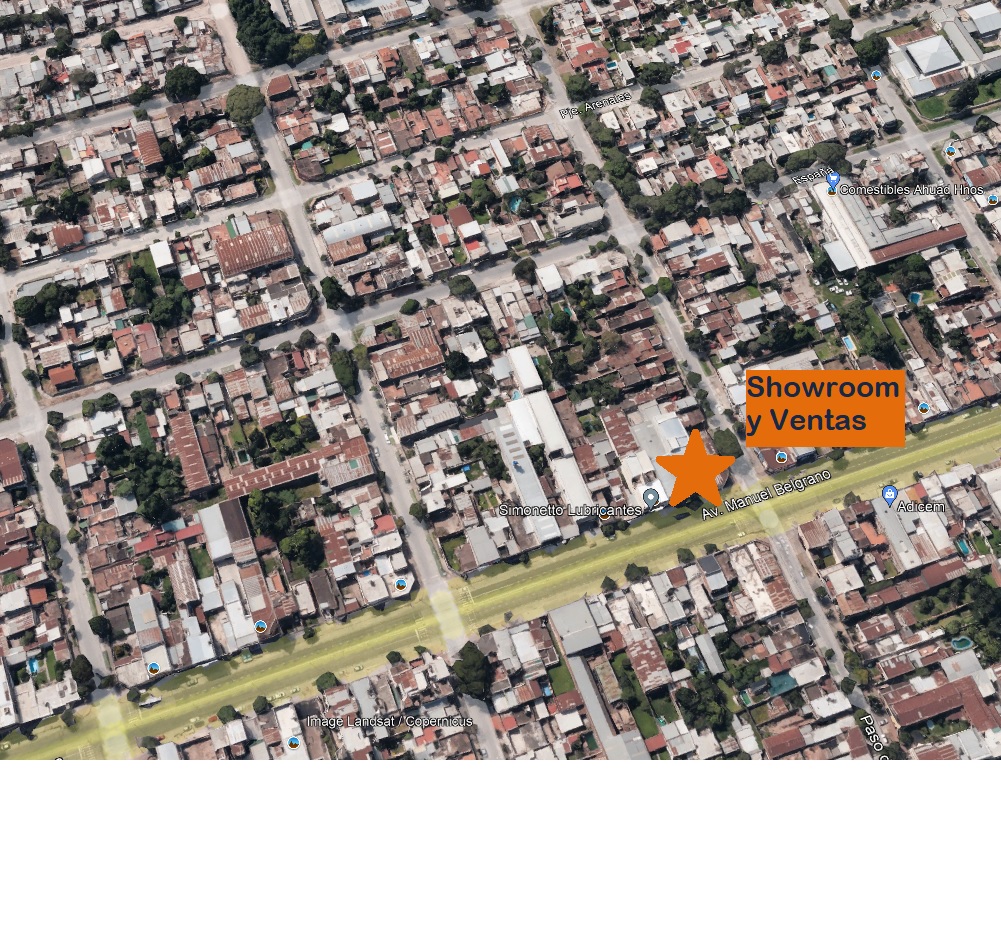 Pje. Arenales
España
Comestibles Ahuad Hnos
Showroom
y Ventas
Av. Manuel Belgrano
Simonetto Lubricantes
Adicem
Image Landsat / Copernicus
Paso